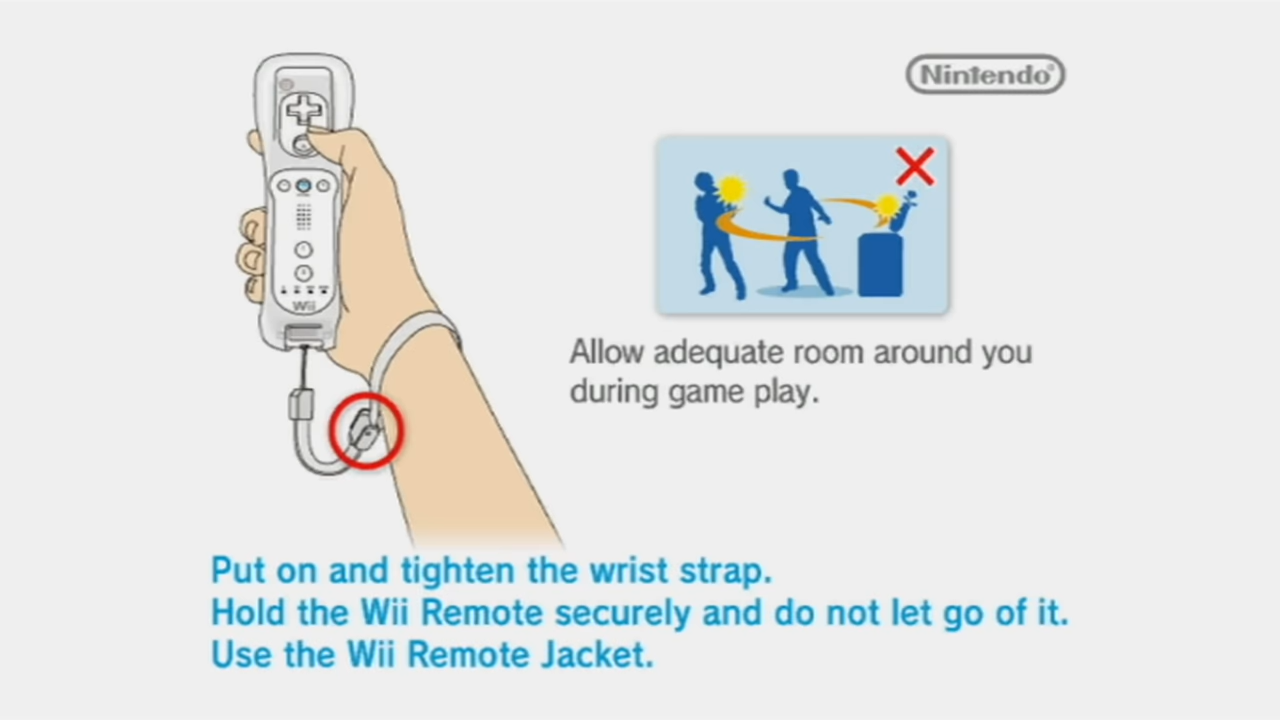 Nintendo®
Allow adequate room around you
during game play.
Wii
Put on and tighten the wrist strap.
Hold the Wii Remote securely and do not let go of it.
Use the Wii Remote Jacket.